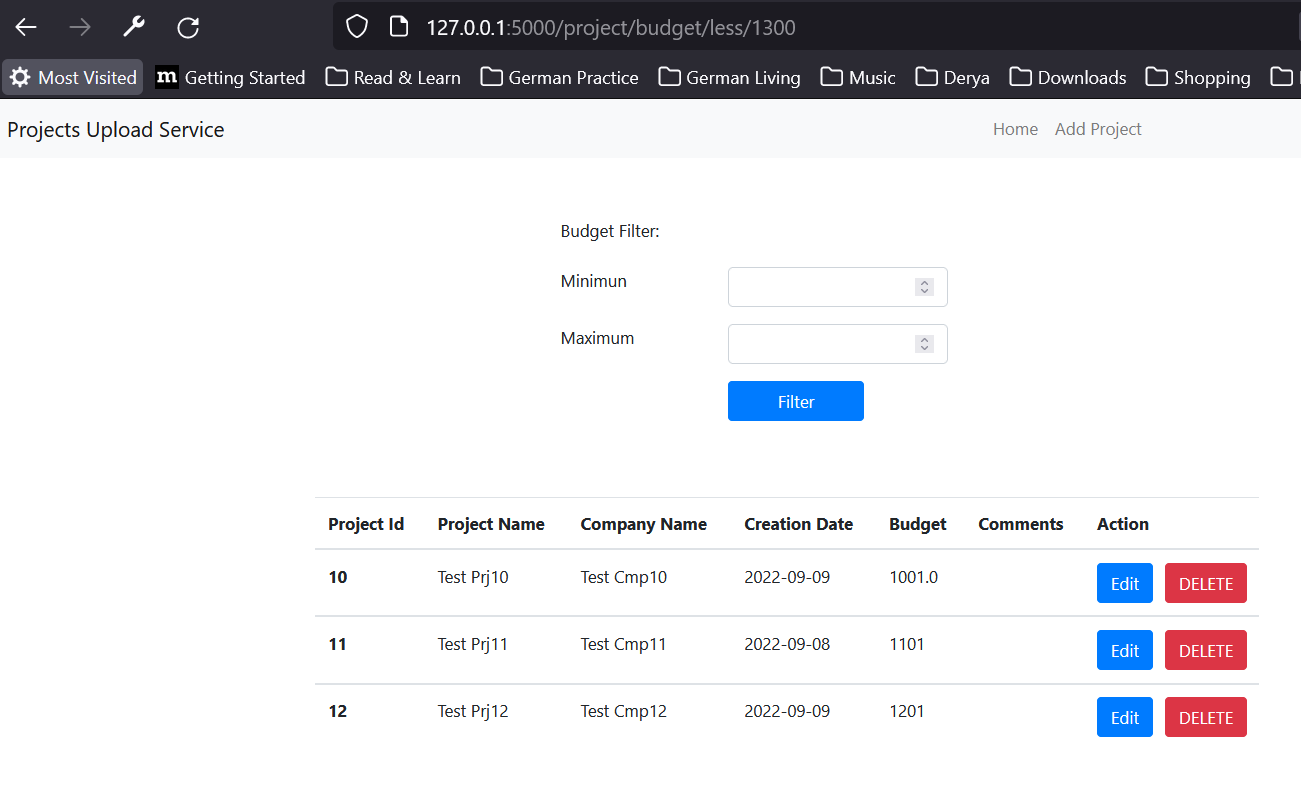 127.0.0.1:5000/project/budget/less/1300
Most Visited m Getting Started Read & Learn German Practice German Living Music Derya Downloads Shopping
Projects Upload Service Home Add Project
Budget Filter:
Minimun
Maximum
Filter
Project Id Project Name Company Name Creation Date Budget Comments Action
10 Test Prj10 Test Cmp10 2022-09-09 1001.0 Edit DELETE
11 Test Prj11 Test Cmp11 2022-09-08 1101 Edit DELETE
12 Test Prj12 Test Cmp12 2022-09-09 1201 Edit DELETE